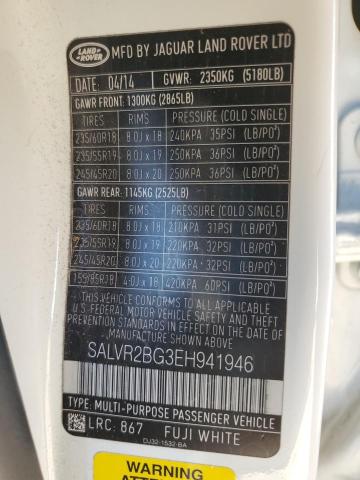 LAND ROVER
MFD BY JAGUAR LAND ROVER LTD
DATE: 04/14 GVWR: 2350KG (5180LB)
GAWR FRONT: 1300KG (2865LB)
TIRES RIMS PRESSURE (COLD SINGLE)
235/60R18 8.0J x 18 240KPA 35PSI (LB/PO²)
235/55R19 8.0J x 19 250KPA 36PSI (LB/PO²)
245/45R20 8.0J x 20 250KPA 36PSI (LB/PO²)
GAWR REAR: 1145KG (2525LB)
TIRES RIMS PRESSURE (COLD SINGLE)
235/60R18 8.0J x 18 210KPA 31PSI (LB/PO²)
235/55R19 8.0J x 19 220KPA 32PSI (LB/PO²)
245/45R20 8.0J x 20 220KPA 32PSI (LB/PO²)
155/85R18 4.0J x 18 420KPA 60PSI (LB/PO²)
THIS VEHICLE CONFORMS TO ALL APPLICABLE
U.S. FEDERAL MOTOR VEHICLE SAFETY STANDARDS
IN EFFECT ON THE DATE OF
MANUFACTURE SHOWN ABOVE.
SALVR2BG3EH941946
TYPE: MULTI-PURPOSE PASSENGER VEHICLE
LRC: 867 FUJI WHITE
DJ32-1532-BA
WARNING